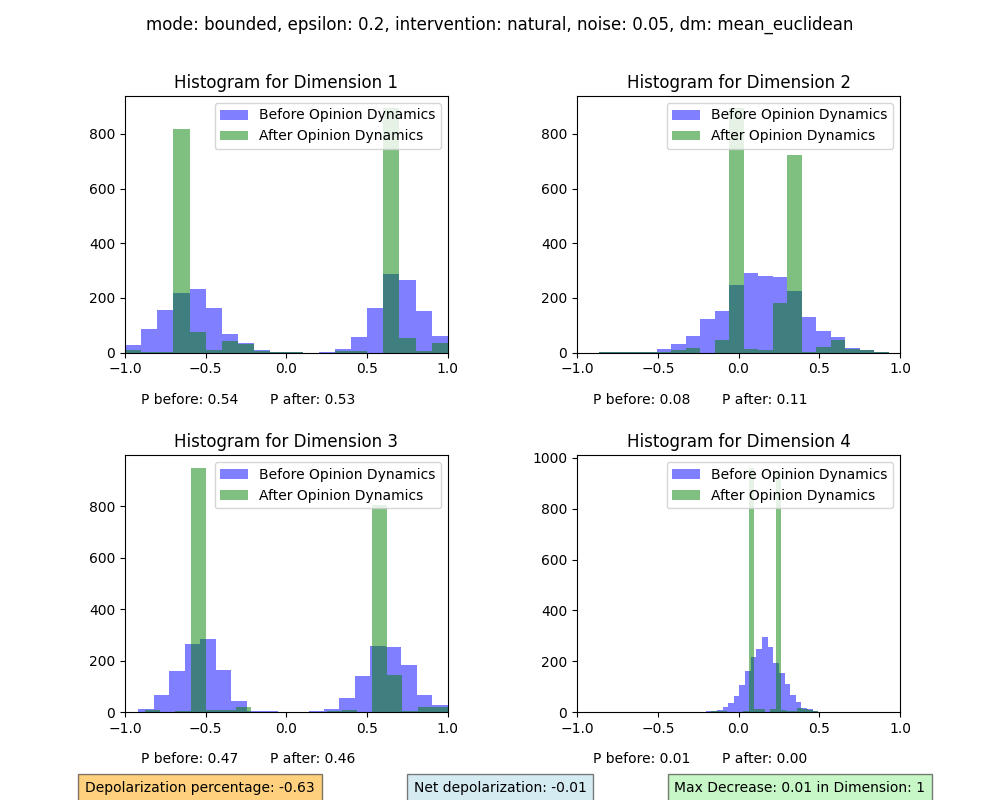 mode: bounded, epsilon: 0.2, intervention: natural, noise: 0.05, dm: mean_euclidean
Histogram for Dimension 1
Before Opinion Dynamics
After Opinion Dynamics
800
600
400
200
0
−1.0 −0.5 0.0 0.5 1.0
P before: 0.54 P after: 0.53
Histogram for Dimension 2
Before Opinion Dynamics
After Opinion Dynamics
800
600
400
200
0
−1.0 −0.5 0.0 0.5 1.0
P before: 0.08 P after: 0.11
Histogram for Dimension 3
Before Opinion Dynamics
After Opinion Dynamics
800
600
400
200
0
−1.0 −0.5 0.0 0.5 1.0
P before: 0.47 P after: 0.46
Histogram for Dimension 4
Before Opinion Dynamics
After Opinion Dynamics
1000
800
600
400
200
0
−1.0 −0.5 0.0 0.5 1.0
P before: 0.01 P after: 0.00
Depolarization percentage: -0.63
Net depolarization: -0.01
Max Decrease: 0.01 in Dimension: 1